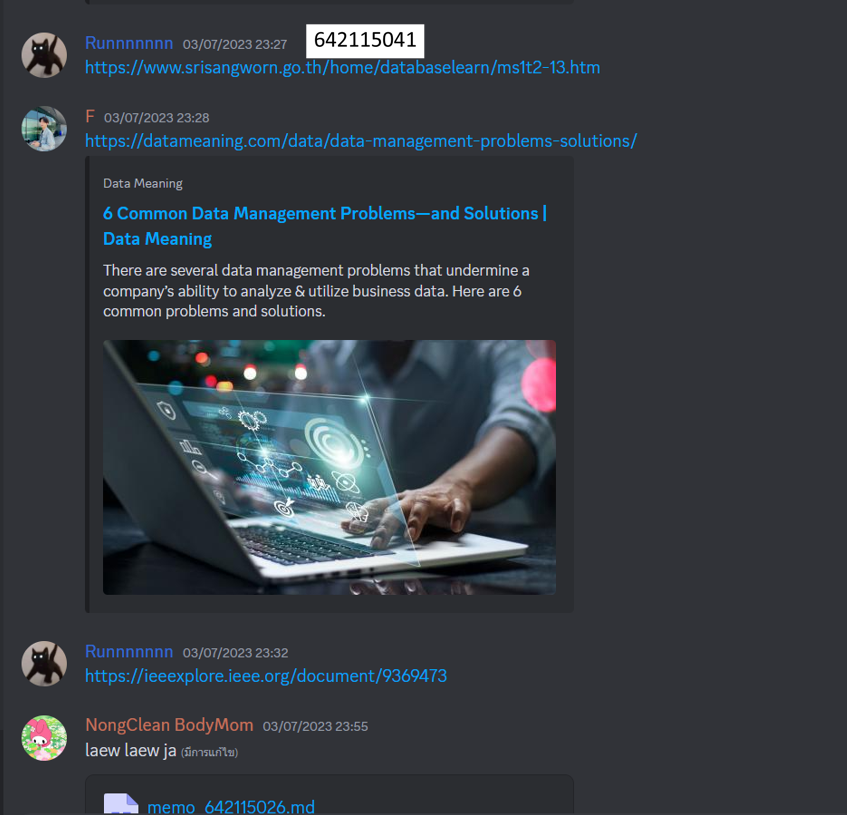 Runnnnnnn 03/07/2023 23:27 642115041
https://www.srisangworn.go.th/home/databaselearn/ms1t2-13.htm
F 03/07/2023 23:28
https://datameaning.com/data/data-management-problems-solutions/
Data Meaning
6 Common Data Management Problems—and Solutions |
Data Meaning
There are several data management problems that undermine a
company's ability to analyze & utilize business data. Here are 6
common problems and solutions.
Runnnnnnn 03/07/2023 23:32
https://ieeexplore.ieee.org/document/9369473
NongClean BodyMom 03/07/2023 23:55
laew laew ja (มีการแก้ไข)
memo_642115026.md